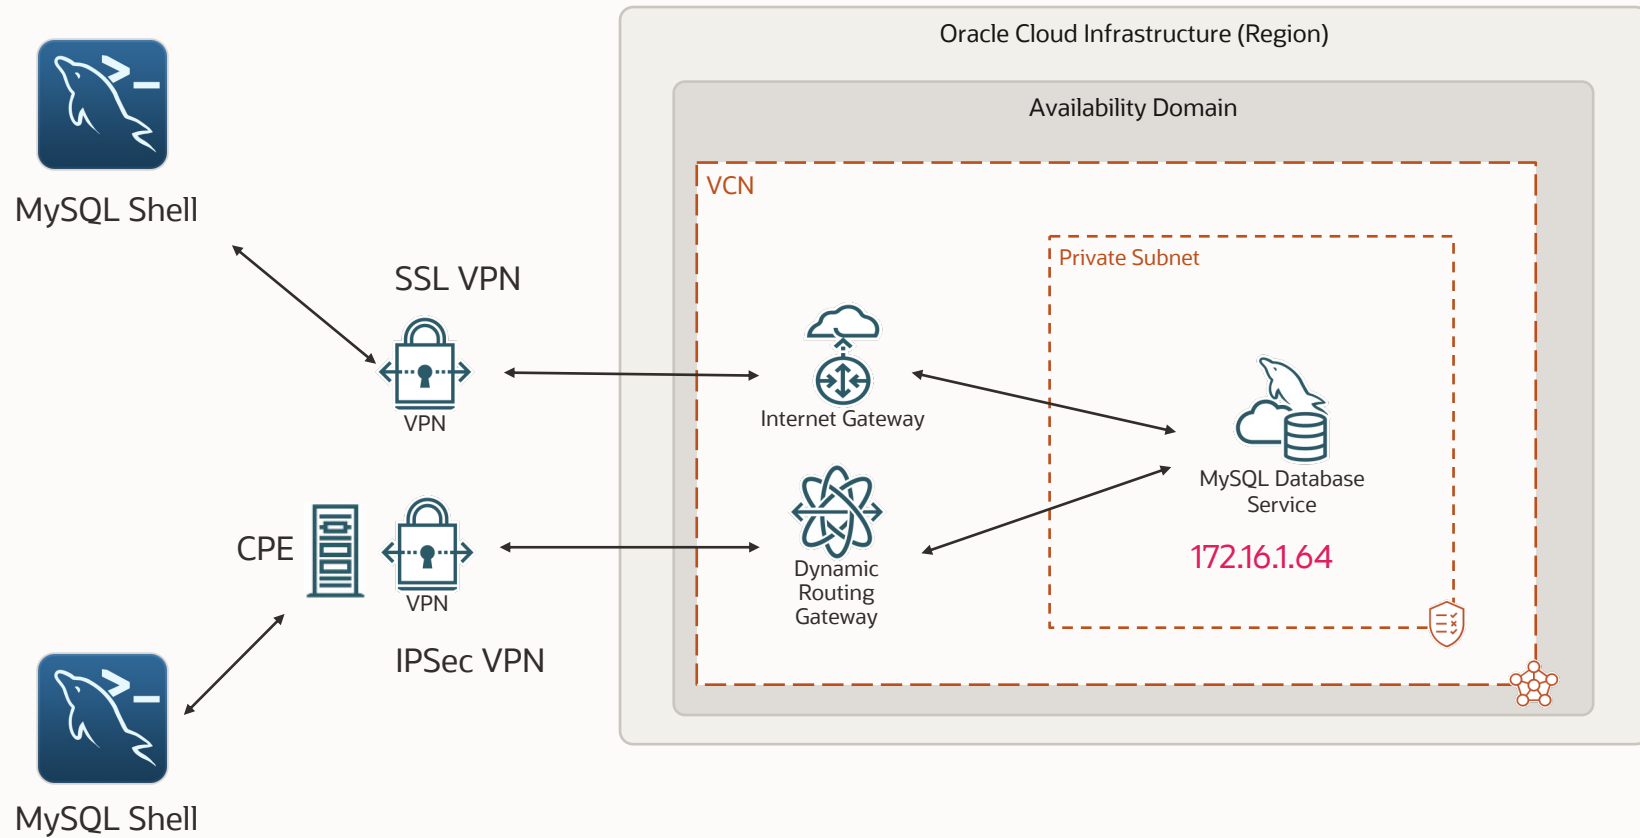 Oracle Cloud Infrastructure (Region)
Availability Domain
VCN
Private Subnet
MySQL Shell
SSL VPN
VPN
Internet Gateway
MySQL Database
Service
172.16.1.64
CPE
VPN
Dynamic
Routing
Gateway
IPSec VPN
MySQL Shell